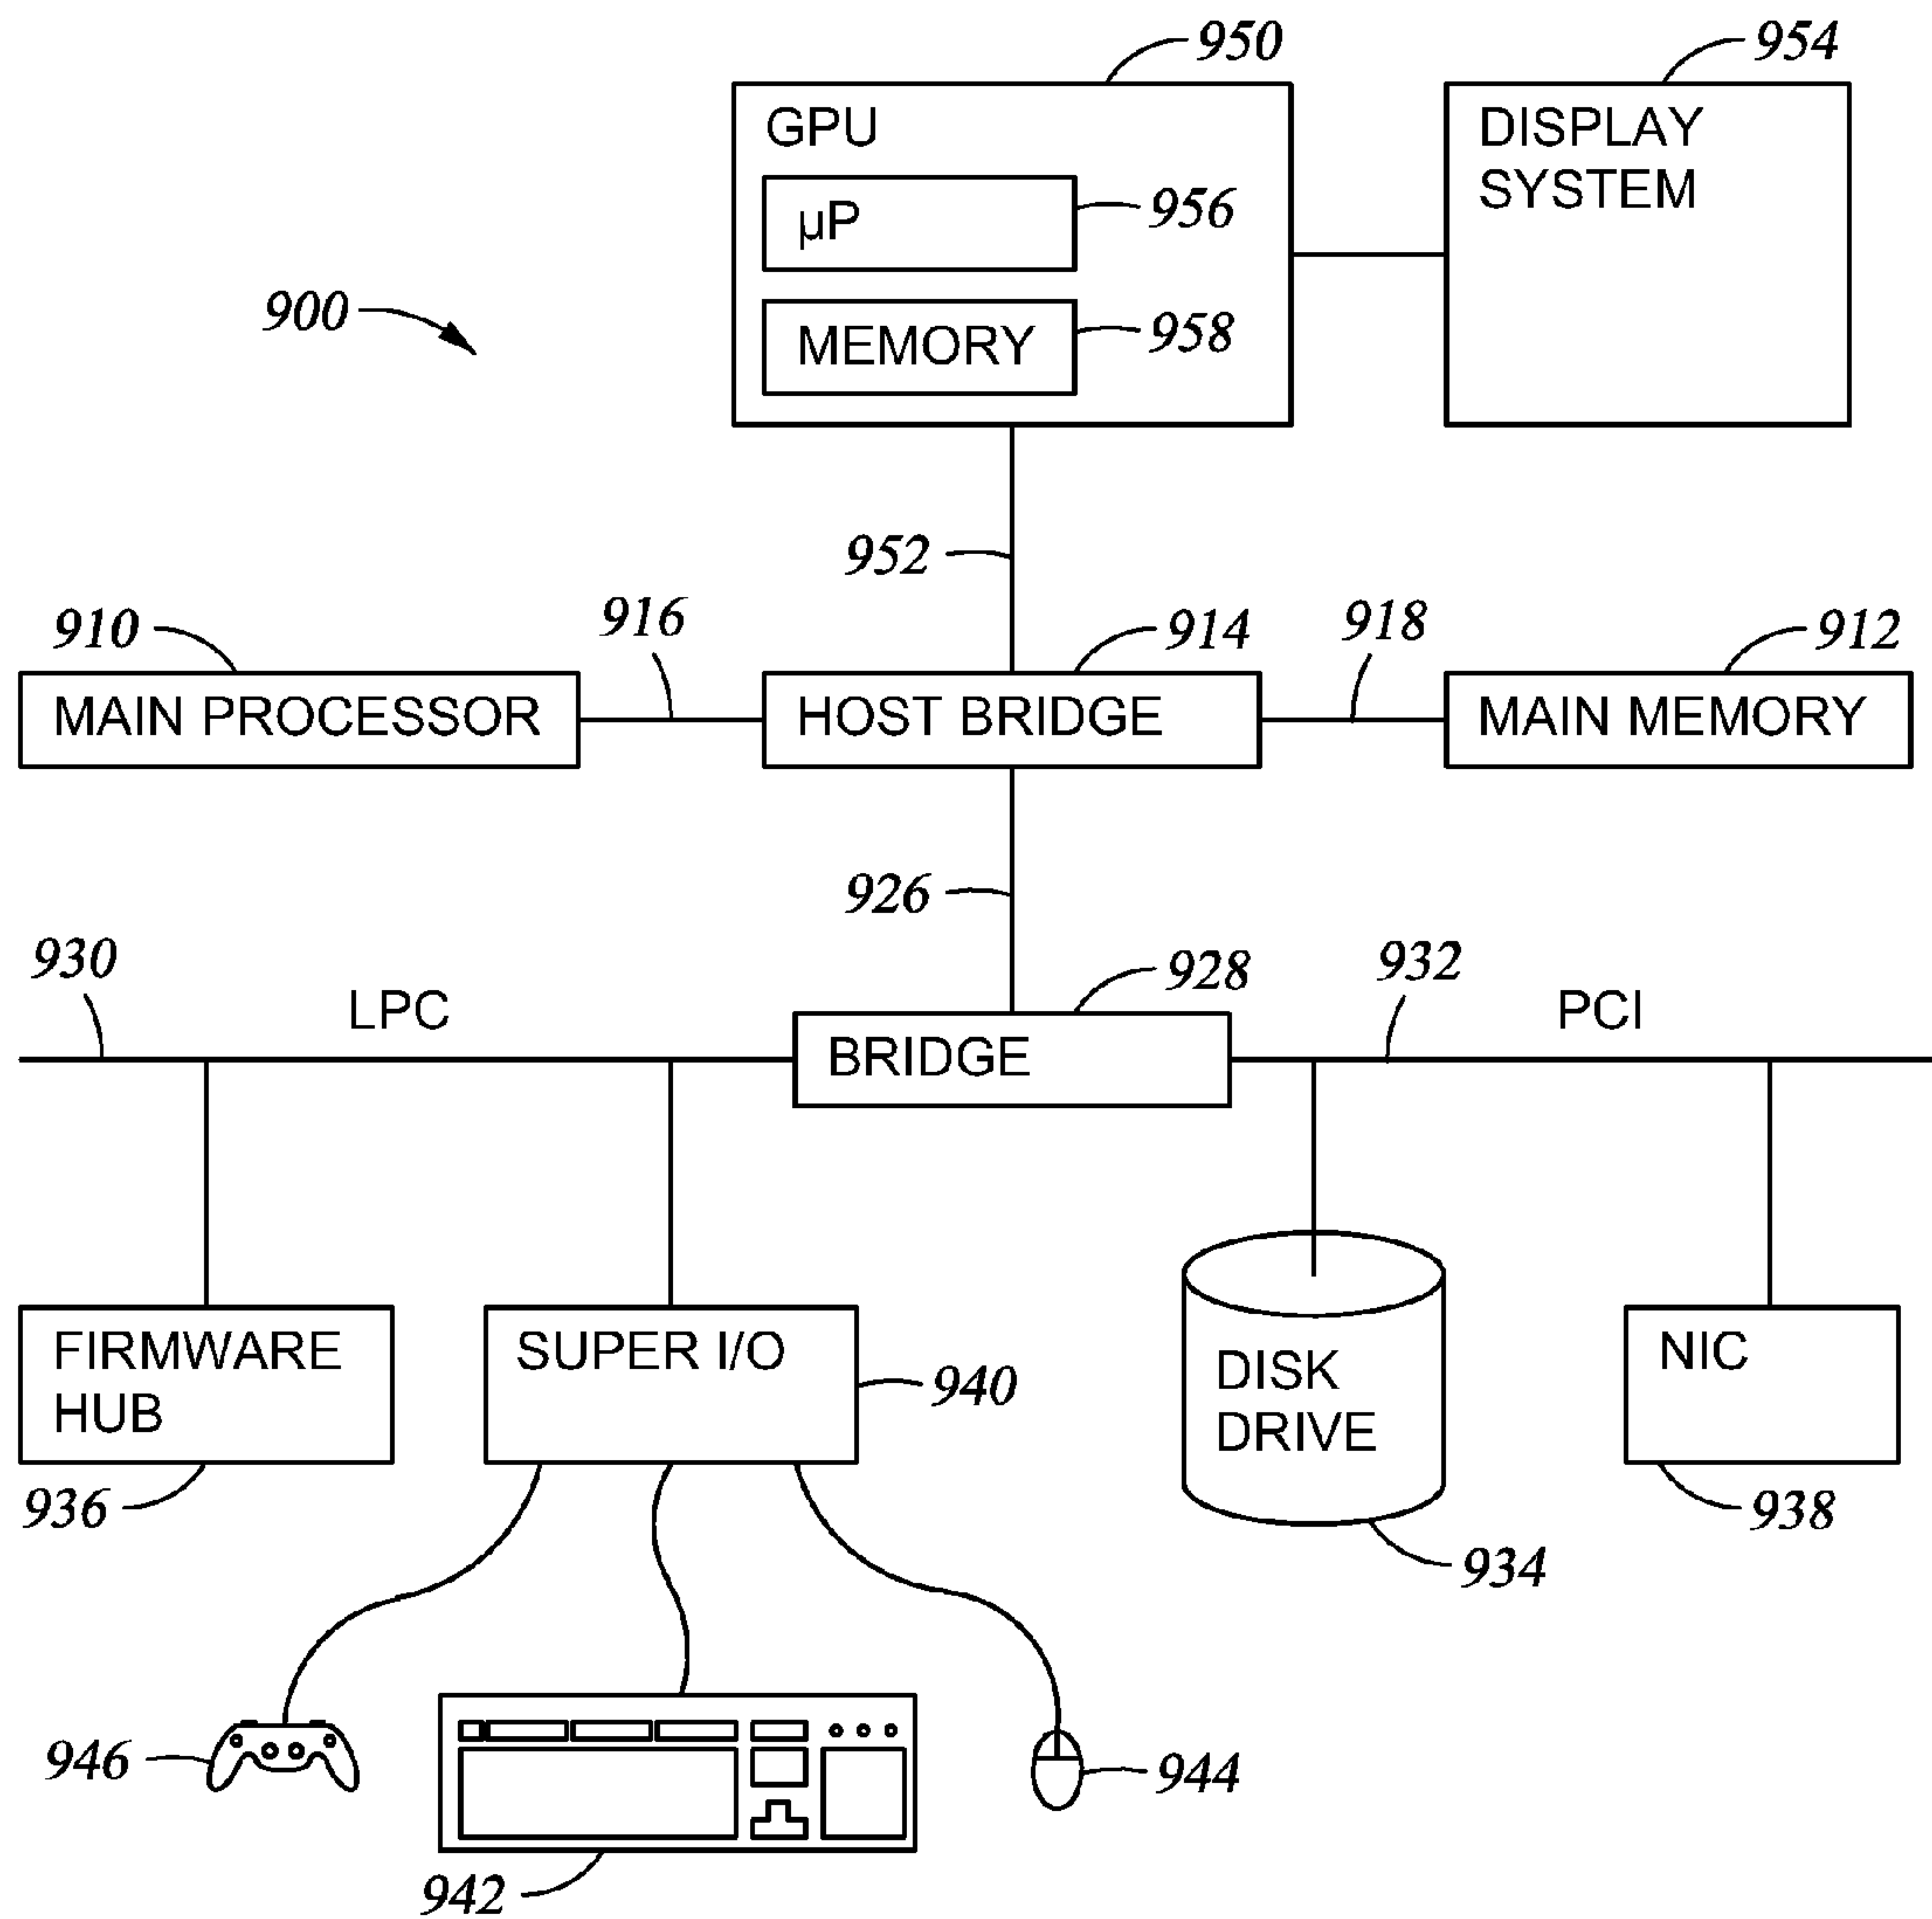 950
954
GPU
DISPLAY
SYSTEM
µP
956
900
MEMORY
958
952
910
916
914
918
912
MAIN PROCESSOR
HOST BRIDGE
MAIN MEMORY
926
930
LPC
928
932
PCI
BRIDGE
FIRMWARE
HUB
SUPER I/O
940
DISK
DRIVE
NIC
936
938
934
946
944
942